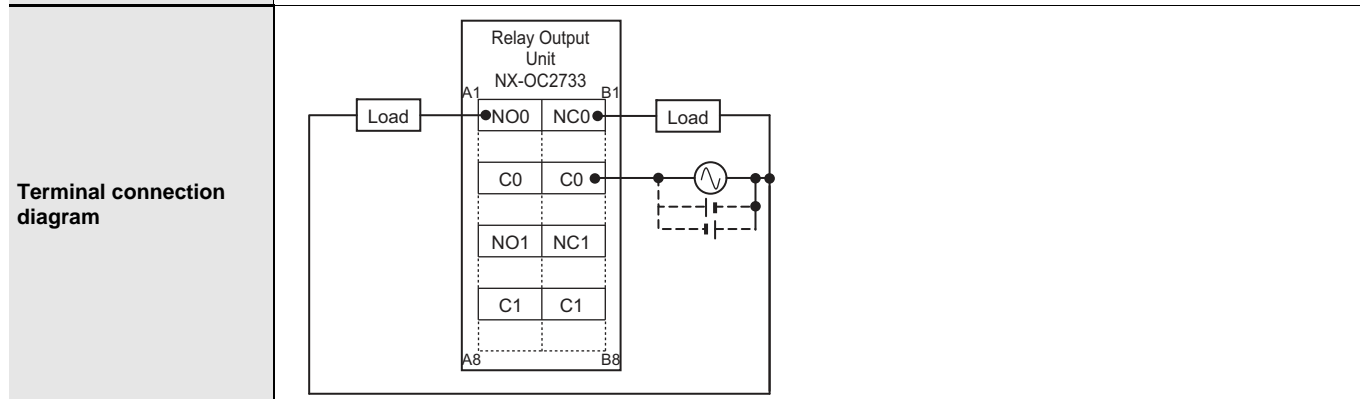 Terminal connection
diagram
Relay Output
Unit
NX-OC2733
A1
B1
Load
NO0
NC0
Load
C0
C0
NO1
NC1
C1
C1
A8
B8